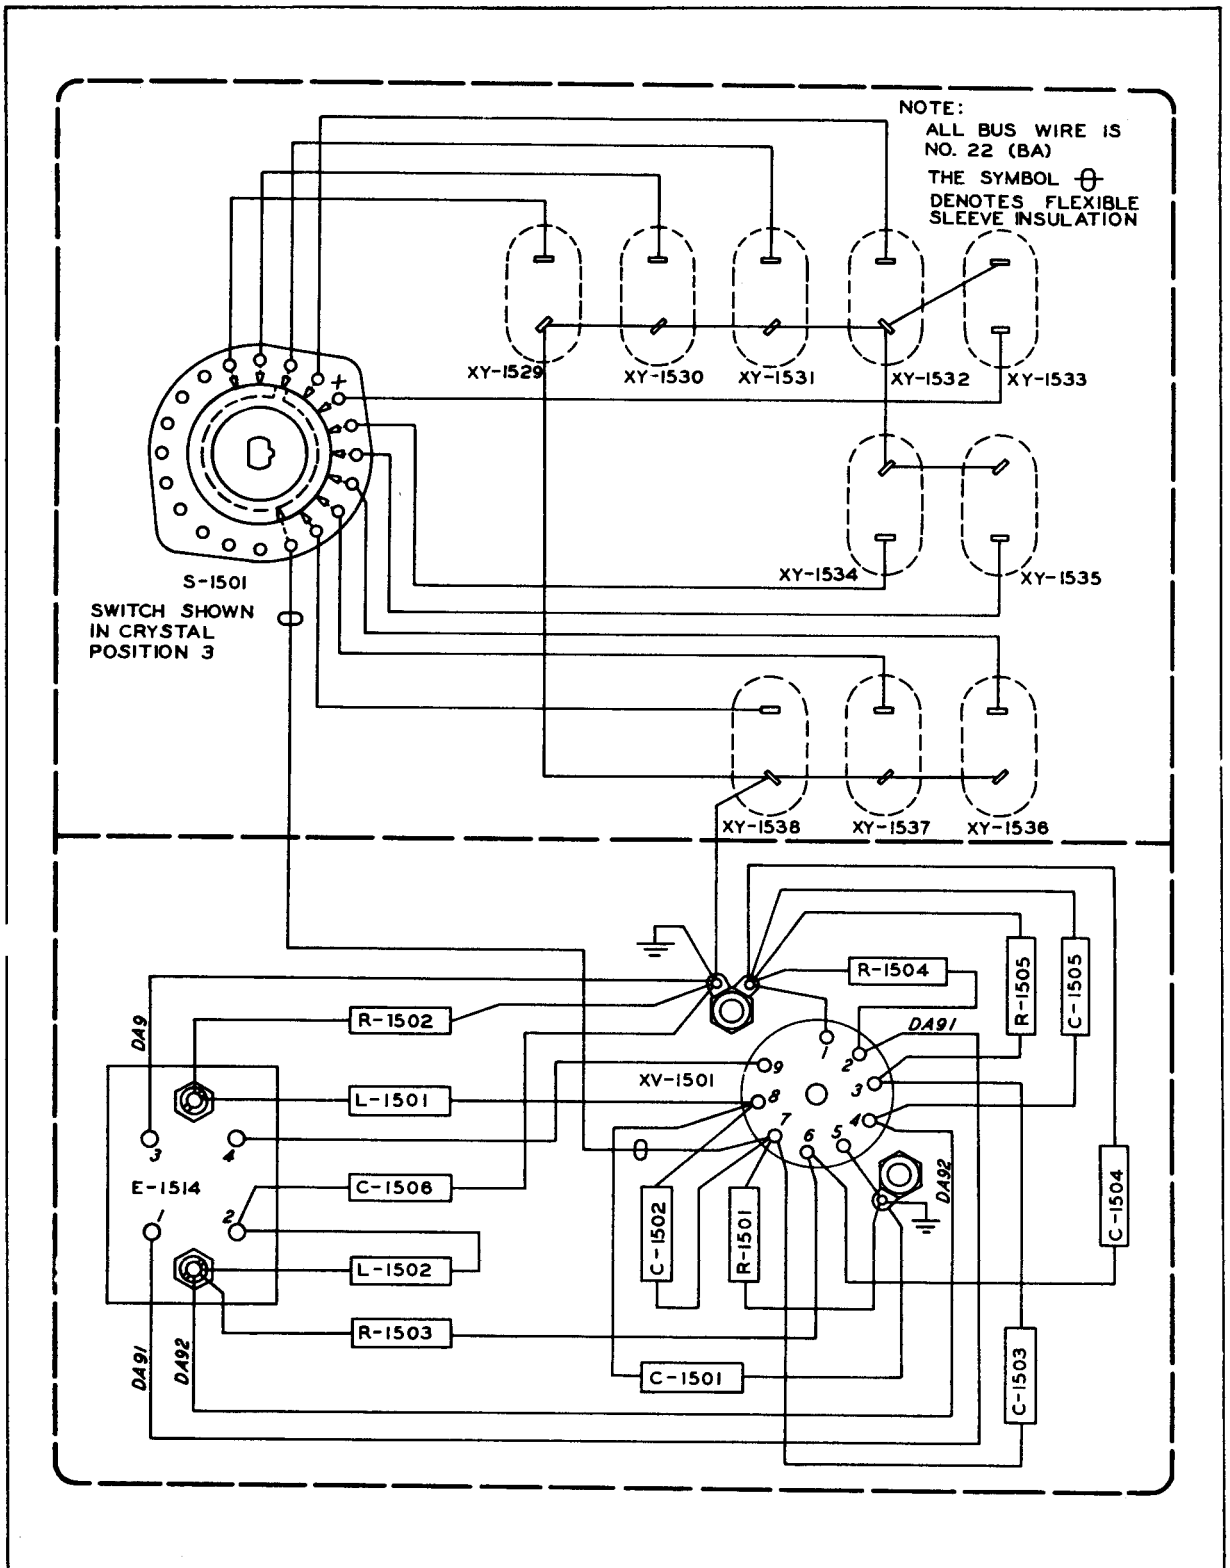 NOTE:
ALL BUS WIRE IS
NO. 22 (BA)
THE SYMBOL
DENOTES FLEXIBLE
SLEEVE INSULATION
XY-1529
XY-1530
XY-1531
XY-1532
XY-1533
+
S-1501
SWITCH SHOWN
IN CRYSTAL
POSITION 3
XY-1534
XY-1535
XY-1538
XY-1537
XY-1536
R-1504
R-1505
C-1505
DA9
R-1502
DA91
1
2
3
4
5
6
7
8
9
XV-1501
L-1501
3
4
E-1514
1
2
C-1506
L-1502
R-1503
C-1502
R-1501
DA92
C-1504
DA91
DA92
C-1501
C-1503